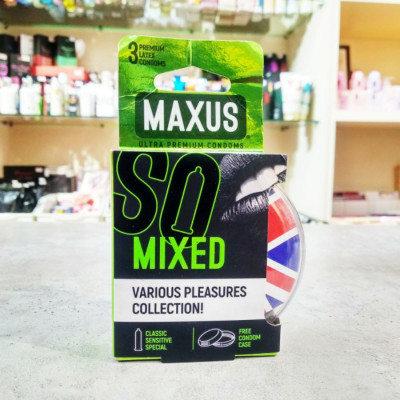 3 PREMIUM
LATEX
CONDOMS
MAXUS
ULTRA PREMIUM CONDOMS
SO
MIXED
VARIOUS PLEASURES
COLLECTION!
CLASSIC
SENSITIVE
SPECIAL
FREE
CONDOM
CASE